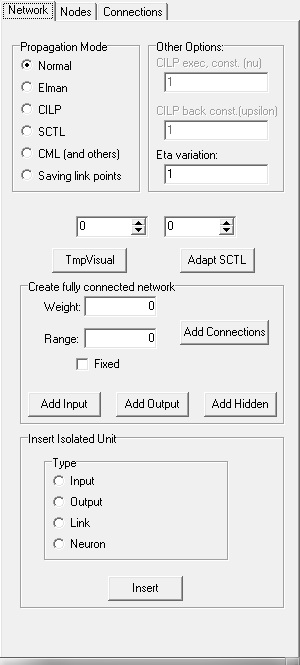 Network Nodes Connections
Propagation Mode
Normal
Elman
CILP
SCTL
CML (and others)
Saving link points
Other Options:
CILP exec, const. (nu)
1
CILP back const.(upsilon)
1
Eta variation:
1
0 0
TmpVisual Adapt SCTL
Create fully connected network
Weight: 0
Range: 0
Add Connections
Fixed
Add Input Add Output Add Hidden
Insert Isolated Unit
Type
Input
Output
Link
Neuron
Insert